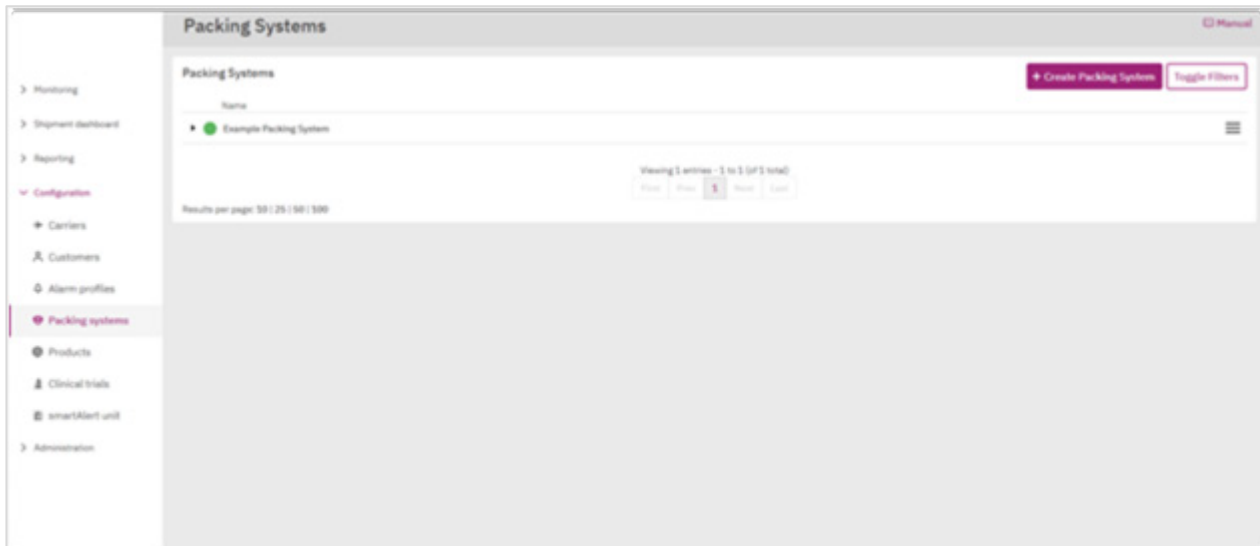 Packing Systems
Manual
Monitoring
Shipment dashboard
Reporting
Configuration
Carriers
Customers
Alarm profiles
Packing systems
Products
Clinical trials
smartAlert unit
Administration
Packing Systems
+ Create Packing System
Toggle Filters
Name
Example Packing System
Viewing 1 entries - 1 to 1 (of 1 total)
First Prev 1 Next Last
Results per page: 10 | 25 | 50 | 100